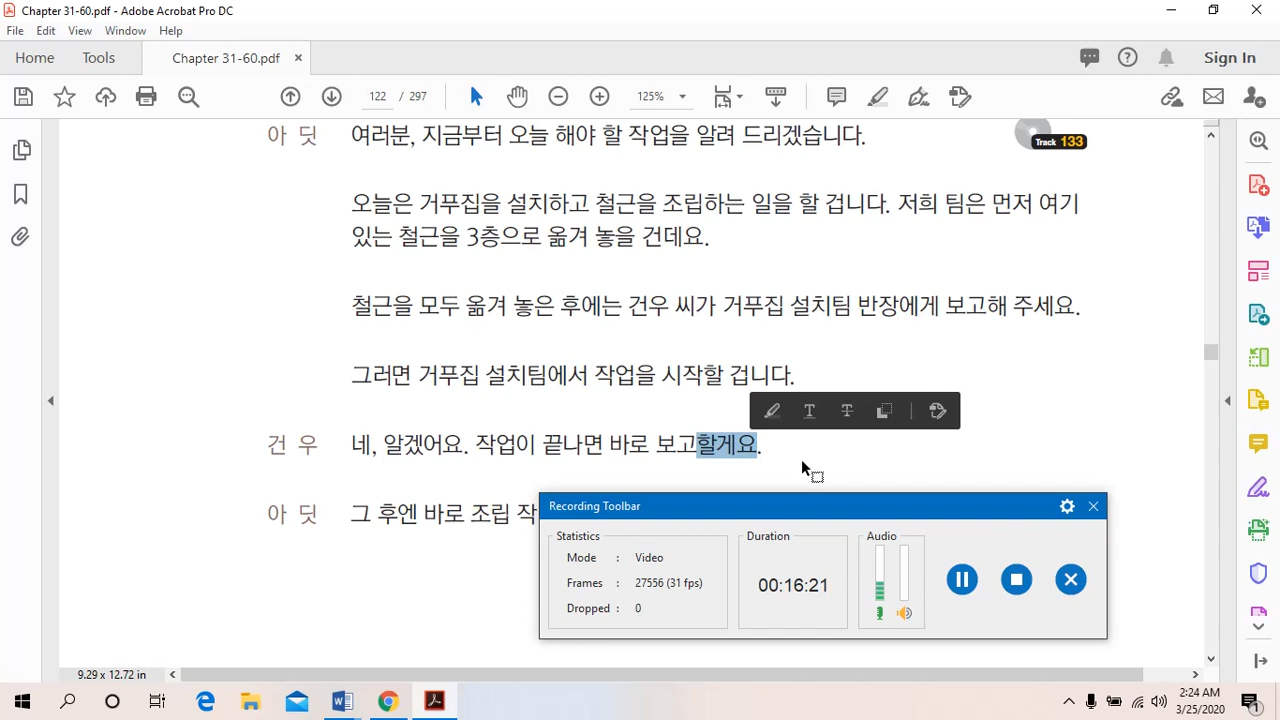 Chapter 31-60.pdf - Adobe Acrobat Pro DC
File Edit View Window Help
Home Tools Chapter 31-60.pdf × Sign In
122 / 297 125%
아 딧 여러분, 지금부터 오늘 해야 할 작업을 알려 드리겠습니다.
Track 133
오늘은 거푸집을 설치하고 철근을 조립하는 일을 할 겁니다. 저희 팀은 먼저 여기
있는 철근을 3층으로 옮겨 놓을 건데요.
철근을 모두 옮겨 놓은 후에는 건우 씨가 거푸집 설치팀 반장에게 보고해 주세요.
그러면 거푸집 설치팀에서 작업을 시작할 겁니다.
건 우 네, 알겠어요. 작업이 끝나면 바로 보고할게요.
아 딧 그 후엔 바로 조립 작
Recording Toolbar
Statistics Duration Audio
Mode : Video
Frames : 27556 (31 fps)
Dropped : 0
00:16:21
9.29 x 12.72 in
2:24 AM
3/25/2020
1